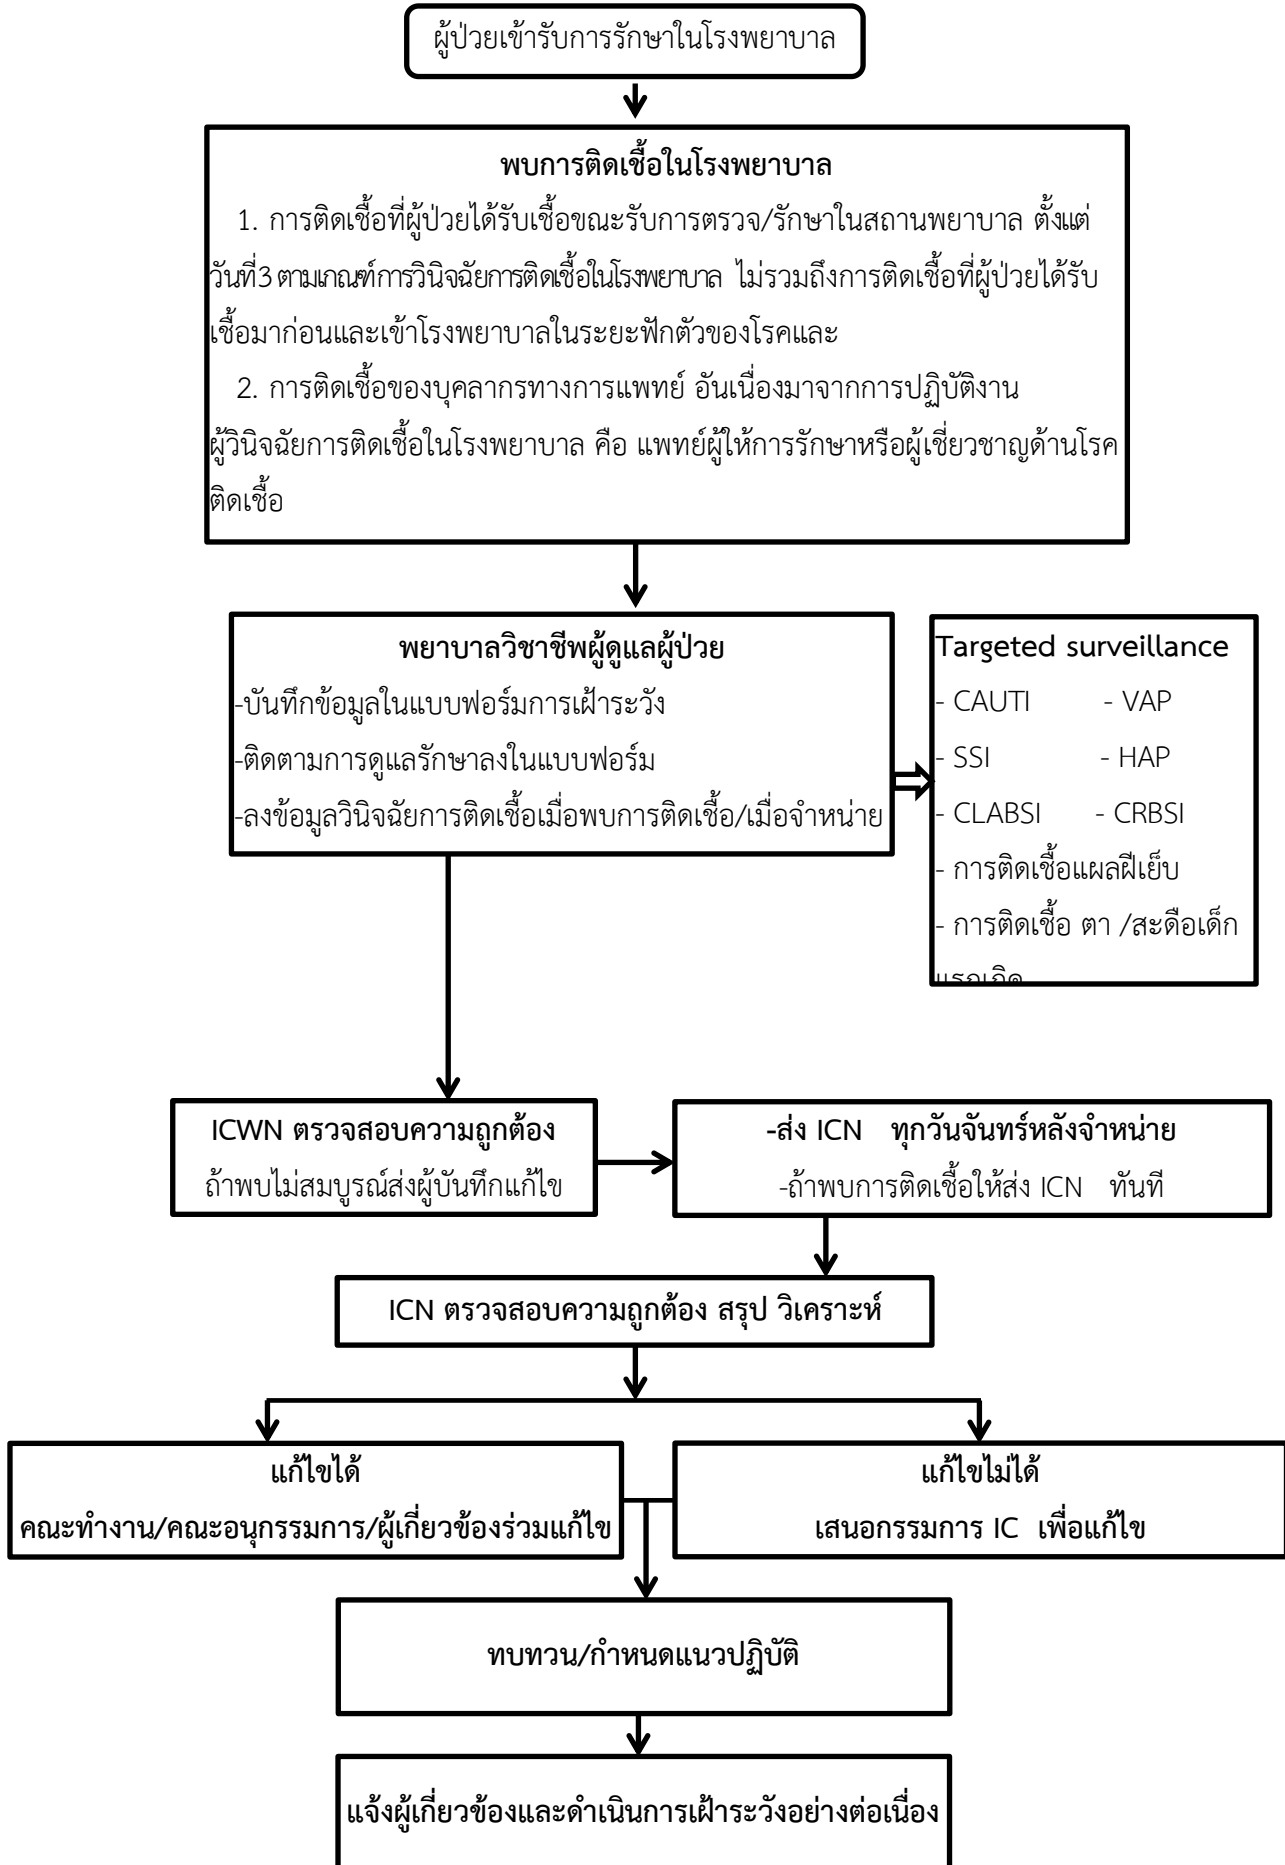 ผู้ป่วยเข้ารับการรักษาในโรงพยาบาล
พบการติดเชื้อในโรงพยาบาล
1. การติดเชื้อที่ผู้ป่วยได้รับเชื้อขณะรับการตรวจ/รักษาในสถานพยาบาล ตั้งแต่
วันที่3 ตามเกณฑ์การวินิจฉัยการติดเชื้อในโรงพยาบาล ไม่รวมถึงการติดเชื้อที่ผู้ป่วยได้รับ
เชื้อมาก่อนและเข้าโรงพยาบาลในระยะฟักตัวของโรคและ
2. การติดเชื้อของบุคลากรทางการแพทย์ อันเนื่องมาจากการปฏิบัติงาน
ผู้วินิจฉัยการติดเชื้อในโรงพยาบาล คือ แพทย์ผู้ให้การรักษาหรือผู้เชี่ยวชาญด้านโรค
ติดเชื้อ
พยาบาลวิชาชีพผู้ดูแลผู้ป่วย
-บันทึกข้อมูลในแบบฟอร์มการเฝ้าระวัง
-ติดตามการดูแลรักษาลงในแบบฟอร์ม
-ลงข้อมูลวินิจฉัยการติดเชื้อเมื่อพบการติดเชื้อ/เมื่อจำหน่าย
Targeted surveillance
- CAUTI - VAP
- SSI - HAP
- CLABSI - CRBSI
- การติดเชื้อแผลฝีเย็บ
- การติดเชื้อ ตา /สะดือเด็ก
แรกเกิด
ICWN ตรวจสอบความถูกต้อง
ถ้าพบไม่สมบูรณ์ส่งผู้บันทึกแก้ไข
-ส่ง ICN ทุกวันจันทร์หลังจำหน่าย
-ถ้าพบการติดเชื้อให้ส่ง ICN ทันที
ICN ตรวจสอบความถูกต้อง สรุป วิเคราะห์
แก้ไขได้
คณะทำงาน/คณะอนุกรรมการ/ผู้เกี่ยวข้องร่วมแก้ไข
แก้ไขไม่ได้
เสนอกรรมการ IC เพื่อแก้ไข
ทบทวน/กำหนดแนวปฏิบัติ
แจ้งผู้เกี่ยวข้องและดำเนินการเฝ้าระวังอย่างต่อเนื่อง